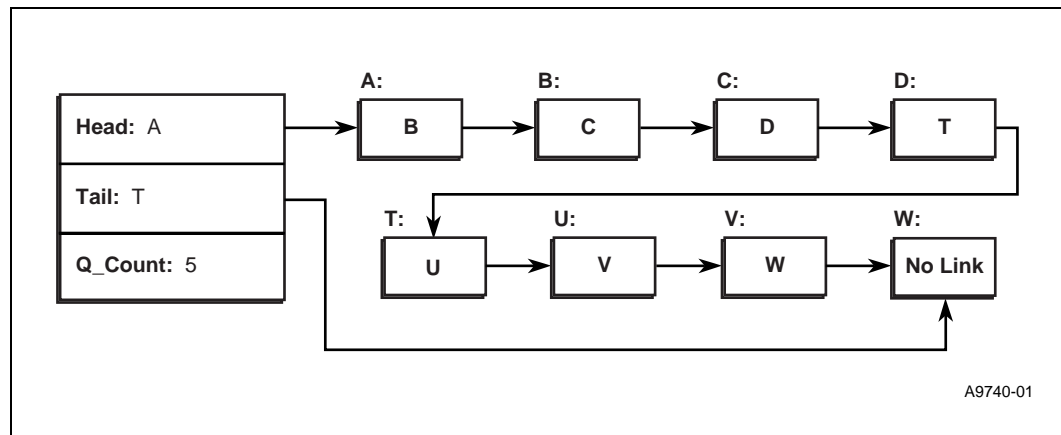 A: B: C: D:
Head: A
B C D T
Tail: T
T: U: V: W:
Q_Count: 5
U V W No Link
A9740-01